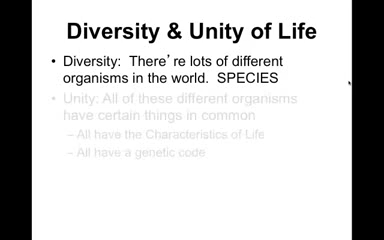 Diversity & Unity of Life
• Diversity: There’re lots of different
organisms in the world. SPECIES
• Unity: All of these different organisms
have certain things in common
– All have the Characteristics of Life
– All have a genetic code